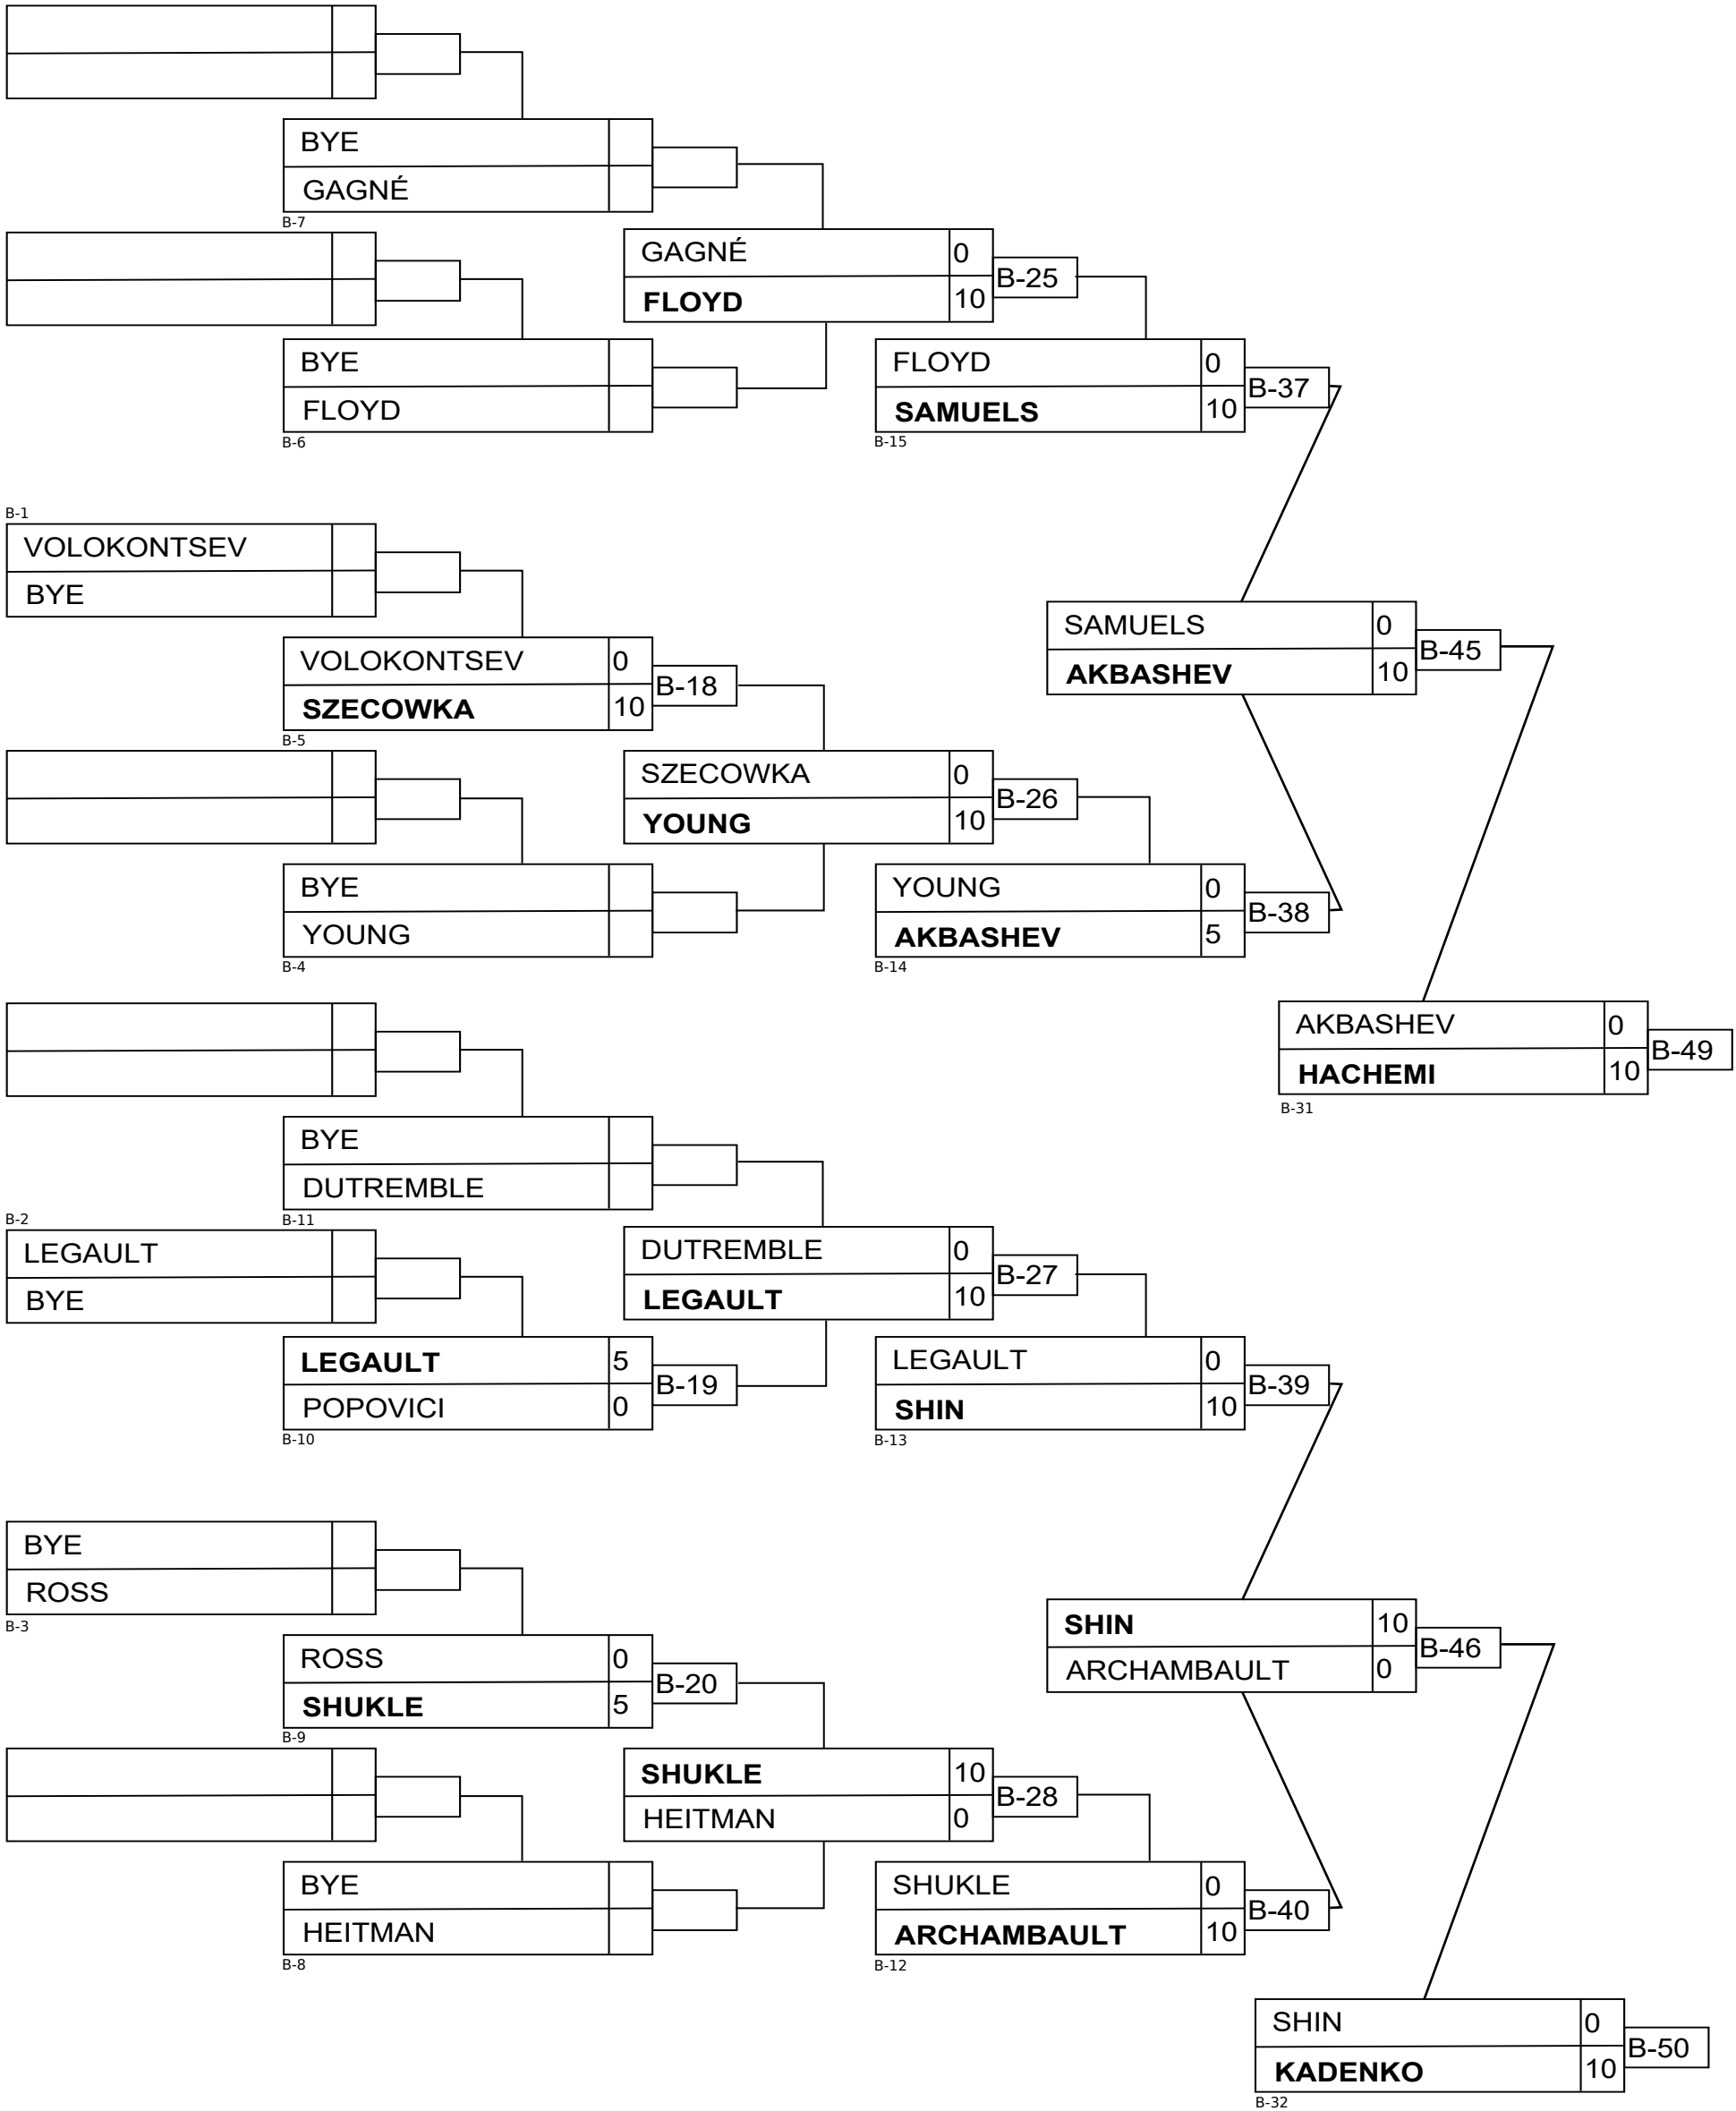 BYE
GAGNÉ
B-7
GAGNÉ 0
FLOYD 10
B-25
BYE
FLOYD
B-6
FLOYD 0
SAMUELS 10
B-37
B-15
B-1
VOLOKONTSEV
BYE
SAMUELS 0
AKBASHEV 10
B-45
VOLOKONTSEV 0
SZECOWKA 10
B-18
B-5
SZECOWKA 0
YOUNG 10
B-26
BYE
YOUNG
B-4
YOUNG 0
AKBASHEV 5
B-38
B-14
AKBASHEV 0
HACHEMI 10
B-49
B-31
BYE
DUTREMBLE
B-11
B-2
LEGAULT
BYE
DUTREMBLE 0
LEGAULT 10
B-27
LEGAULT 5
POPOVICI 0
B-19
B-10
LEGAULT 0
SHIN 10
B-39
B-13
BYE
ROSS
B-3
SHIN 10
ARCHAMBAULT 0
B-46
ROSS 0
SHUKLE 5
B-20
B-9
SHUKLE 10
HEITMAN 0
B-28
BYE
HEITMAN
B-8
SHUKLE 0
ARCHAMBAULT 10
B-40
B-12
SHIN 0
KADENKO 10
B-50
B-32